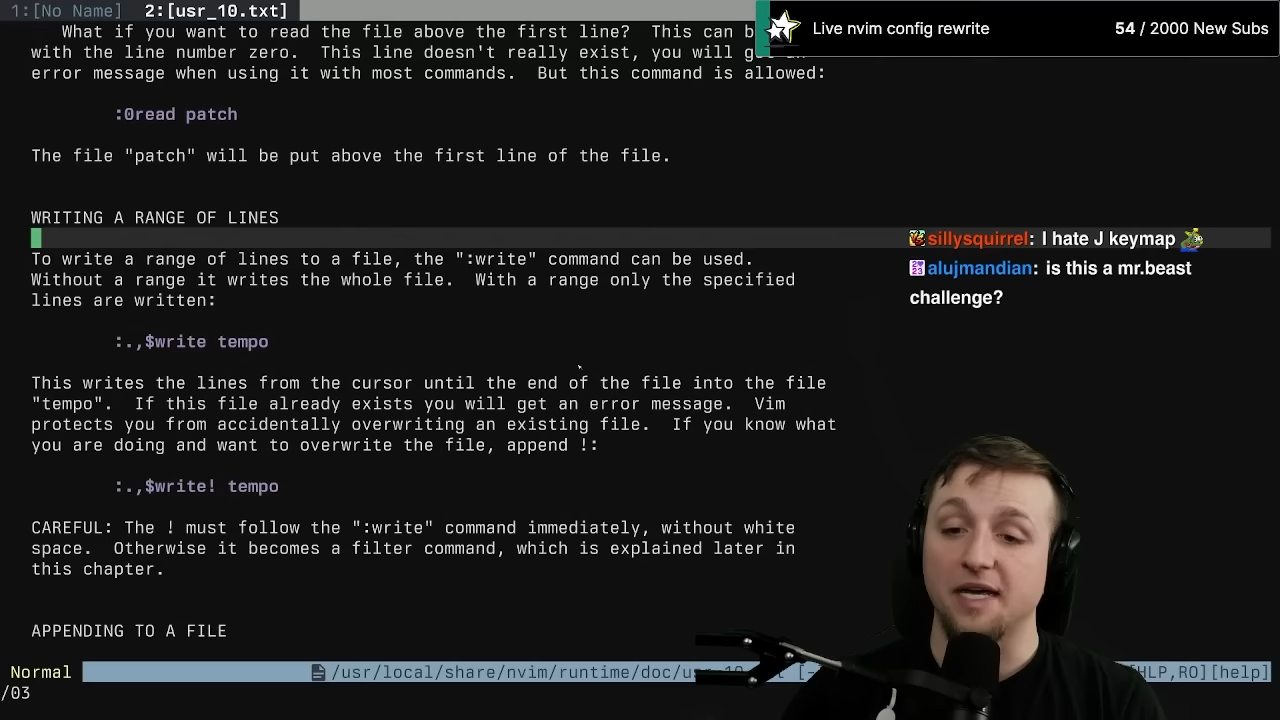 1:[No Name] 2:[usr_10.txt]
What if you want to read the file above the first line? This can b
with the line number zero. This line doesn't really exist, you will g
error message when using it with most commands. But this command is allowed:
:0read patch
The file "patch" will be put above the first line of the file.
WRITING A RANGE OF LINES
To write a range of lines to a file, the ":write" command can be used.
Without a range it writes the whole file. With a range only the specified
lines are written:
:.,$write tempo
This writes the lines from the cursor until the end of the file into the file
"tempo". If this file already exists you will get an error message. Vim
protects you from accidentally overwriting an existing file. If you know what
you are doing and want to overwrite the file, append !:
:.,$write! tempo
CAREFUL: The ! must follow the ":write" command immediately, without white
space. Otherwise it becomes a filter command, which is explained later in
this chapter.
APPENDING TO A FILE
Normal /usr/local/share/nvim/runtime/doc/us HLP,RO][help]
/03
Live nvim config rewrite 54 / 2000 New Subs
sillysquirrel: I hate J keymap
alujmandian: is this a mr.beast
challenge?